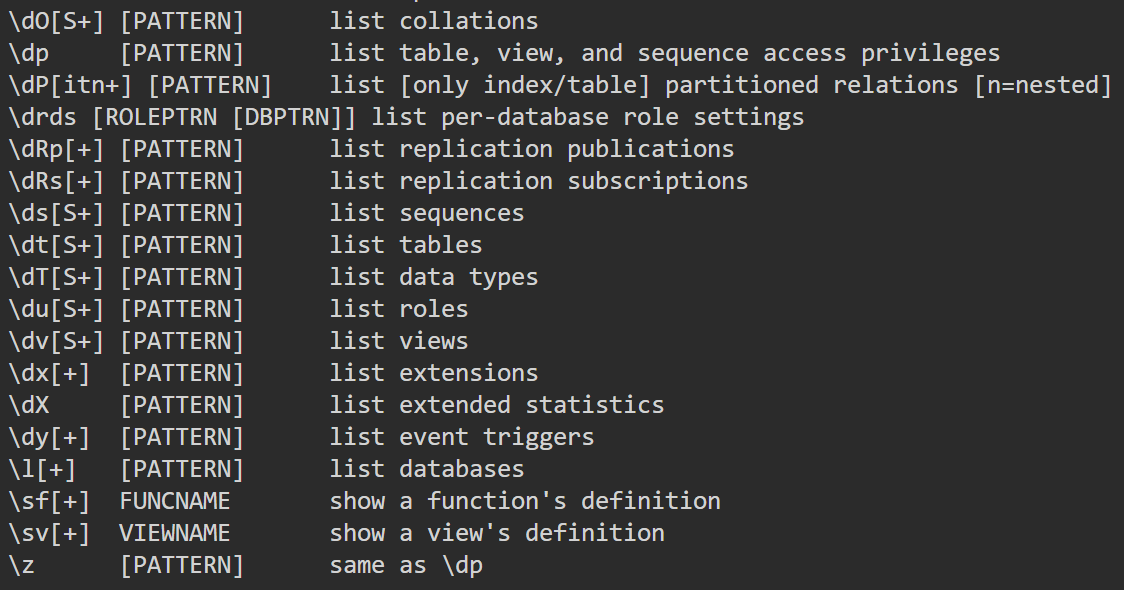 \dO[S+] [PATTERN]      list collations
\dp     [PATTERN]      list table, view, and sequence access privileges
\dP[itn+] [PATTERN]    list [only index/table] partitioned relations [n=nested]
\drds [ROLEPTRN [DBPTRN]] list per-database role settings
\dRp[+] [PATTERN]      list replication publications
\dRs[+] [PATTERN]      list replication subscriptions
\ds[S+] [PATTERN]      list sequences
\dt[S+] [PATTERN]      list tables
\dT[S+] [PATTERN]      list data types
\du[S+] [PATTERN]      list roles
\dv[S+] [PATTERN]      list views
\dx[+]  [PATTERN]      list extensions
\dX     [PATTERN]      list extended statistics
\dy[+]  [PATTERN]      list event triggers
\l[+]   [PATTERN]      list databases
\sf[+]  FUNCNAME       show a function's definition
\sv[+]  VIEWNAME       show a view's definition
\z      [PATTERN]      same as \dp